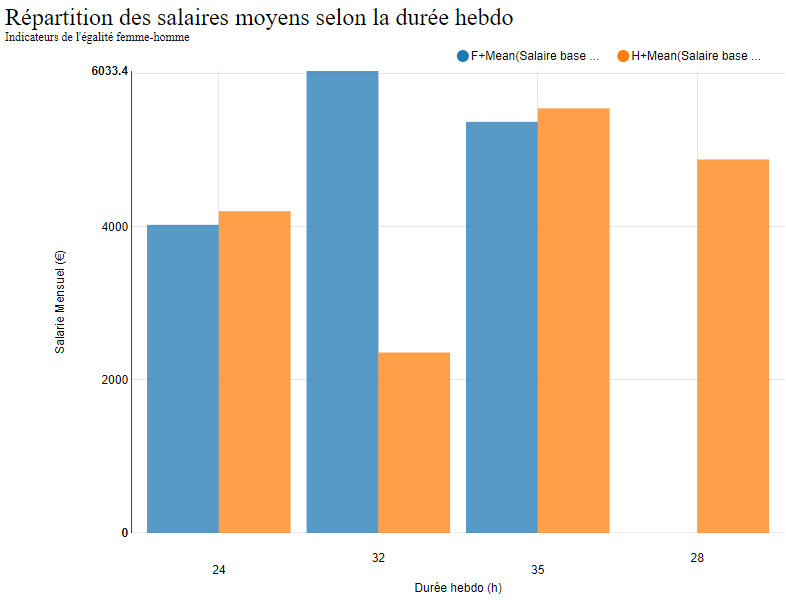 Répartition des salaires moyens selon la durée hebdo
Indicateurs de l'égalité femme-homme
F+Mean(Salaire base ...
H+Mean(Salaire base ...
6033.4
4000
2000
0
Salarie Mensuel (€)
24
32
35
28
Durée hebdo (h)